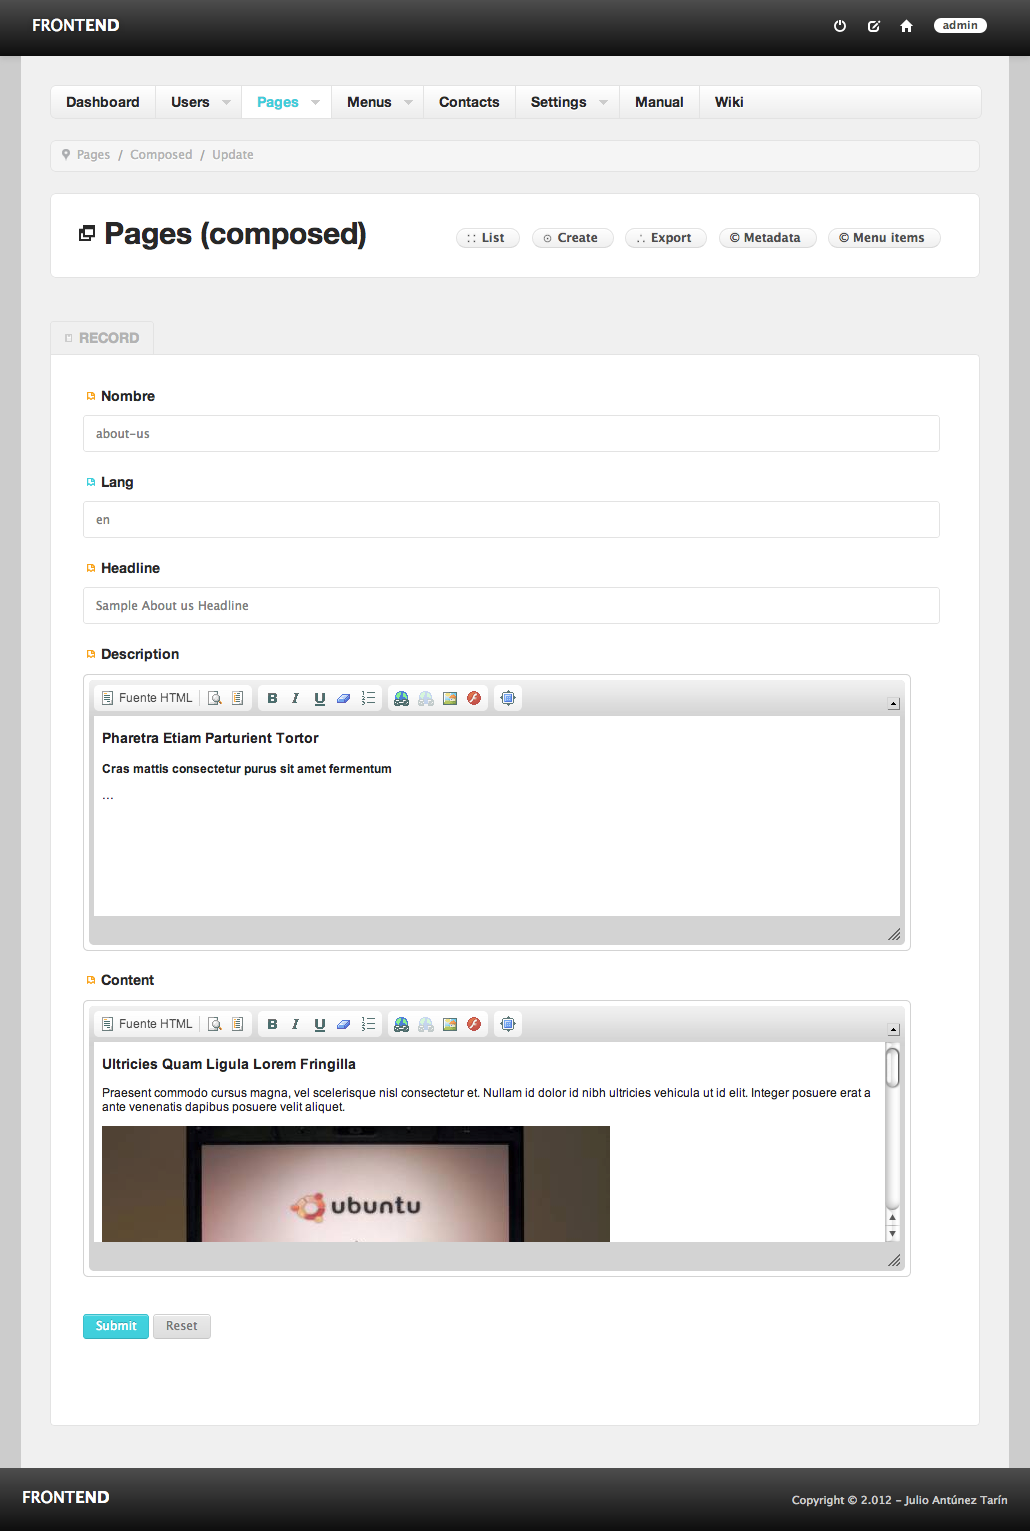 FRONTEND
admin
Dashboard Users Pages Menus Contacts Settings Manual Wiki
Pages / Composed / Update
Pages (composed)
List Create Export © Metadata © Menu items
RECORD
Nombre
about-us
Lang
en
Headline
Sample About us Headline
Description
Fuente HTML B I U
Pharetra Etiam Parturient Tortor
Cras mattis consectetur purus sit amet fermentum
...
Content
Fuente HTML B I U
Ultricies Quam Ligula Lorem Fringilla
Praesent commodo cursus magna, vel scelerisque nisl consectetur et. Nullam id dolor id nibh ultricies vehicula ut id elit. Integer posuere erat a
ante venenatis dapibus posuere velit aliquet.
ubuntu
Submit Reset
FRONTEND
Copyright © 2.012 - Julio Antúnez Tarín